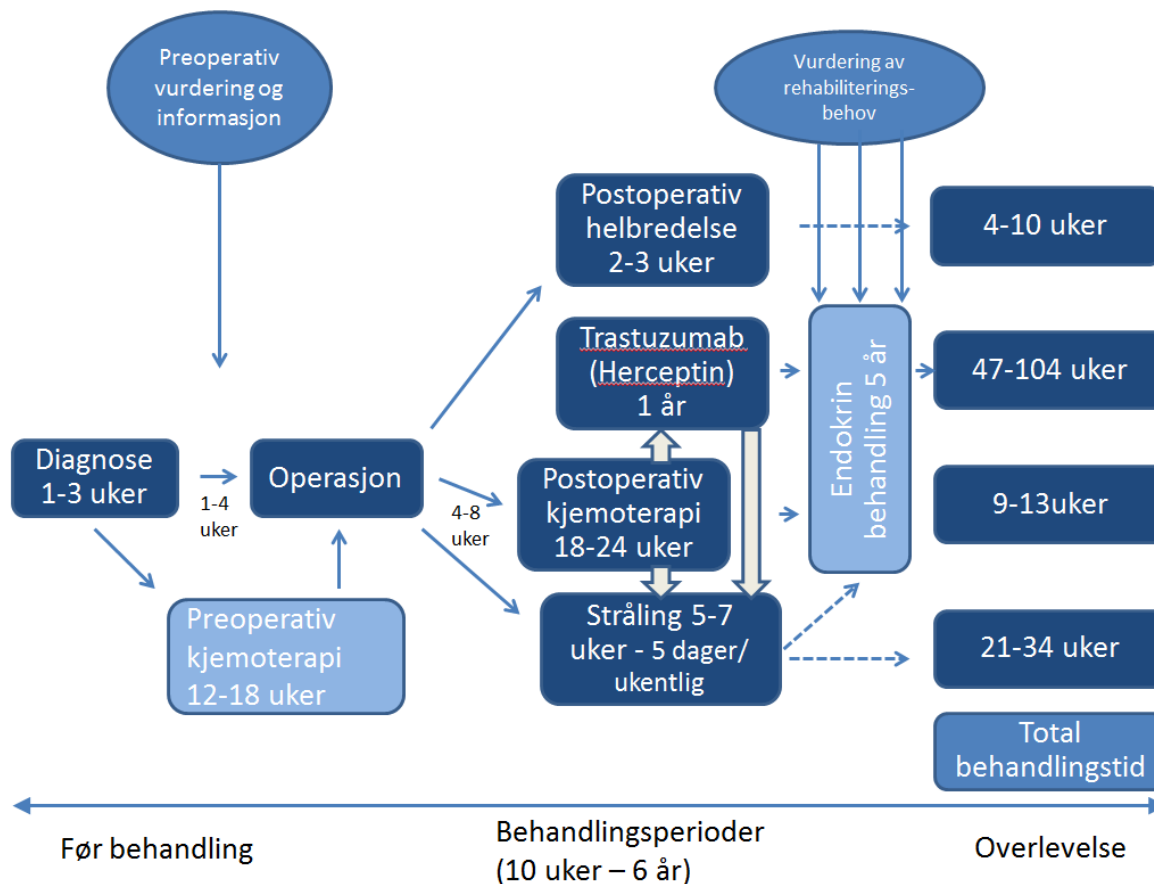 Preoperativ
vurdering og
informasjon
Vurdering av
rehabiliterings-
behov
Postoperativ
helbredelse
2-3 uker
4-10 uker
Trastuzumab
(Herceptin)
1 år
Endokrin
behandling 5 år
47-104 uker
Diagnose
1-3 uker
1-4
uker
Operasjon
4-8
uker
Postoperativ
kjemoterapi
18-24 uker
9-13uker
Preoperativ
kjemoterapi
12-18 uker
Stråling 5-7
uker - 5 dager/
ukentlig
21-34 uker
Total
behandlingstid
Før behandling
Behandlingsperioder
(10 uker – 6 år)
Overlevelse